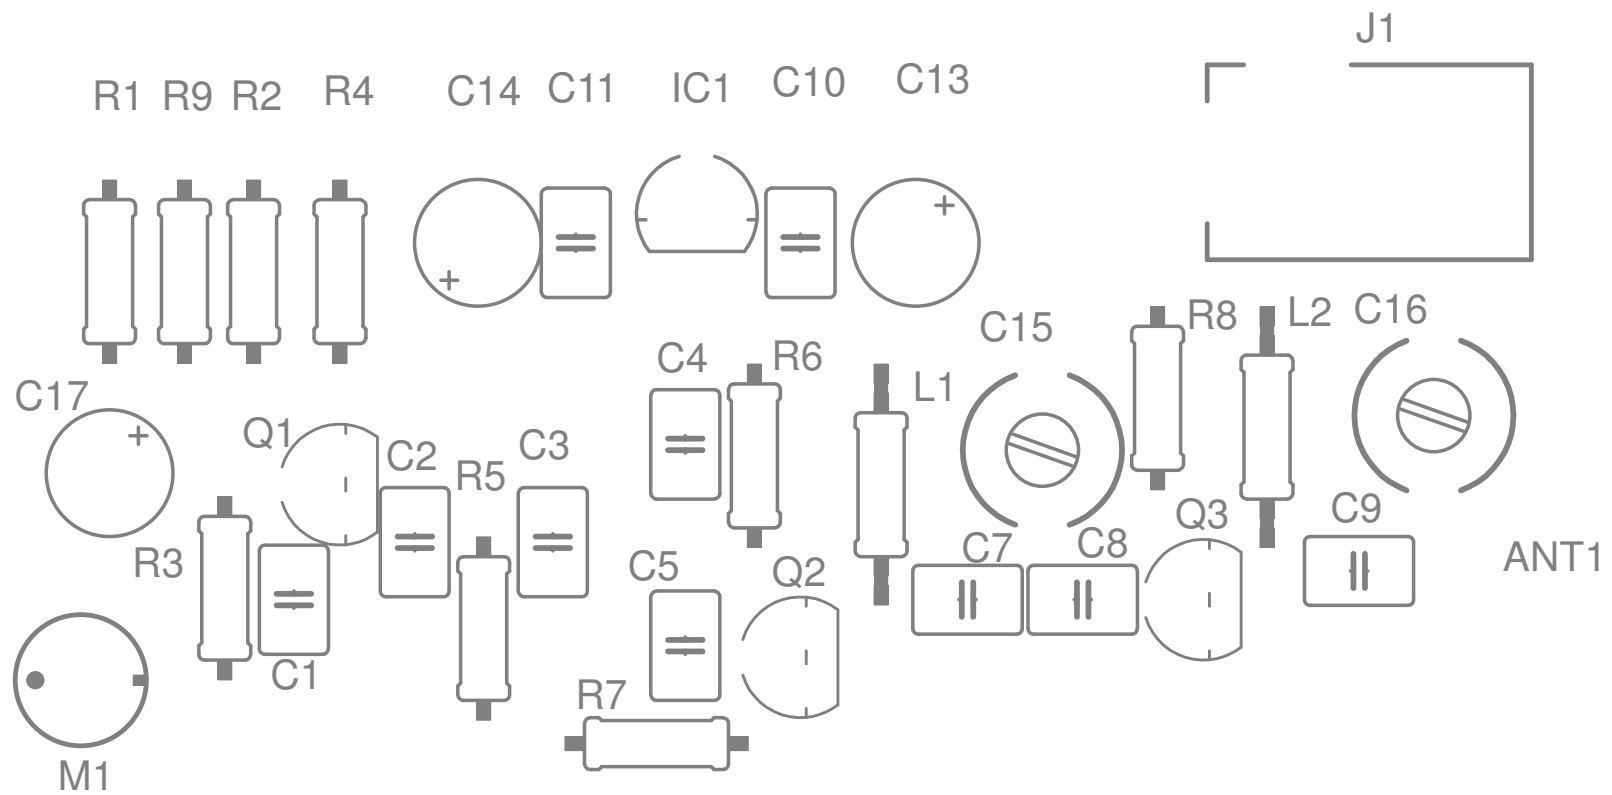 J1
R1 R9 R2 R4 C14 C11 IC1 C10 C13
C15 R8 L2 C16
C4 R6
C17 L1
Q1 C2 R5 C3
Q3 C9
R3 C5 Q2 C7 C8 ANT1
C1 R7
M1